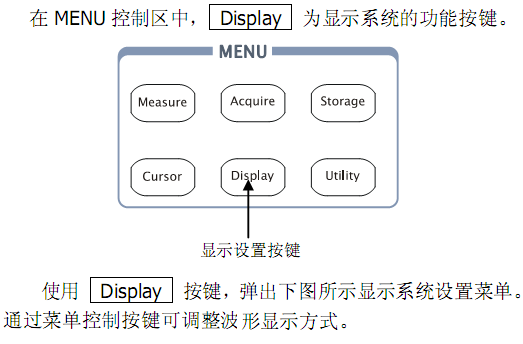 在 MENU 控制区中， Display 为显示系统的功能按键。
MENU
Measure Acquire Storage
Cursor Display Utility
显示设置按键
使用 Display 按键，弹出下图所示显示系统设置菜单。
通过菜单控制按键可调整波形显示方式。